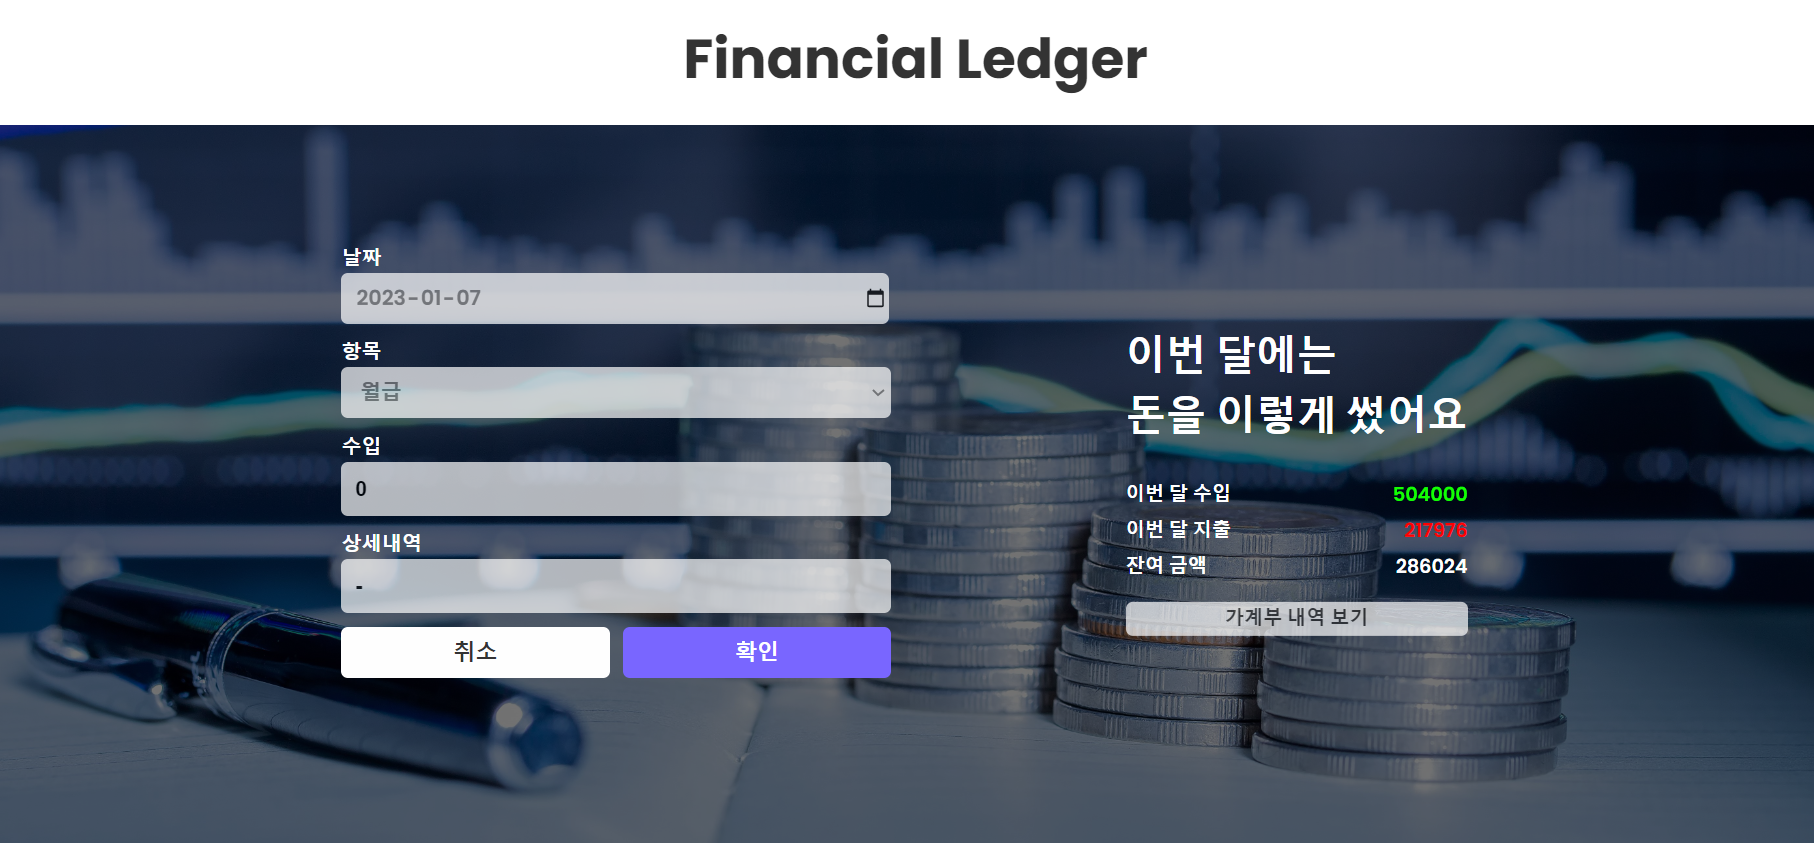 Financial Ledger
날짜
2023-01-07
항목
월급
수입
0
상세내역
-
취소 확인
이번 달에는
돈을 이렇게 썼어요
이번 달 수입 504000
이번 달 지출 217976
잔여 금액 286024
가계부 내역 보기